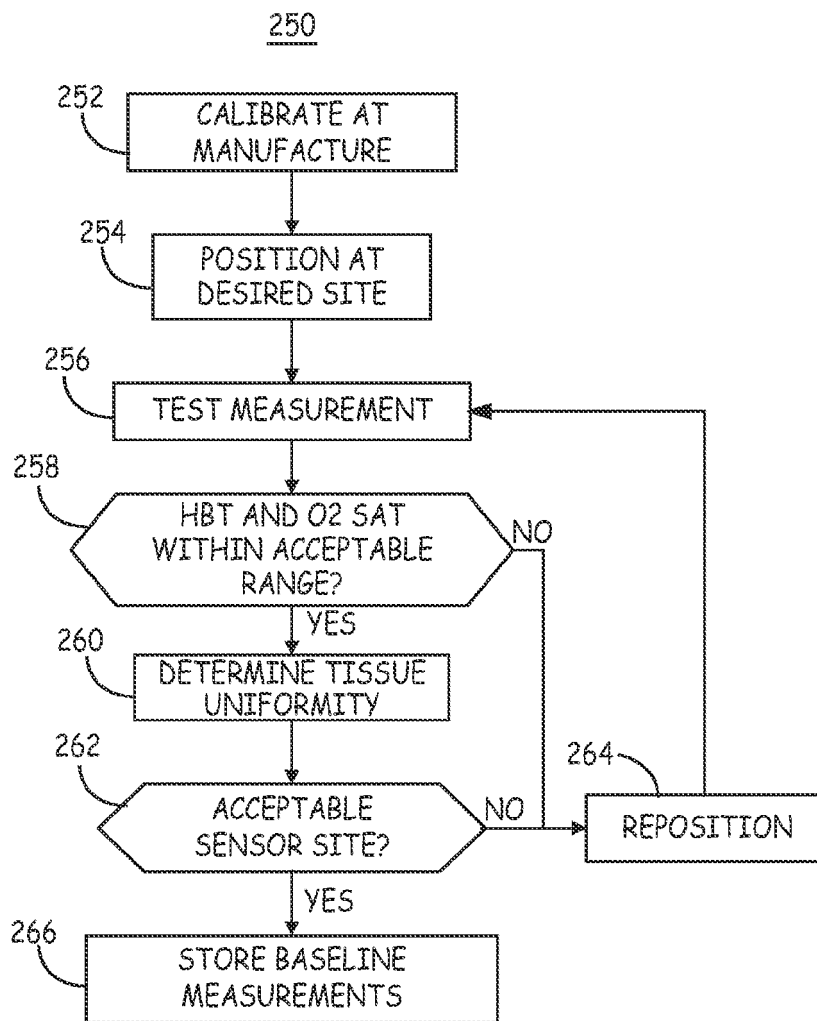 250
252
CALIBRATE AT
MANUFACTURE
254
POSITION AT
DESIRED SITE
256
TEST MEASUREMENT
258
HBT AND O2 SAT
WITHIN ACCEPTABLE
RANGE?
NO
YES
260
DETERMINE TISSUE
UNIFORMITY
262
ACCEPTABLE
SENSOR SITE?
NO
264
REPOSITION
YES
266
STORE BASELINE
MEASUREMENTS